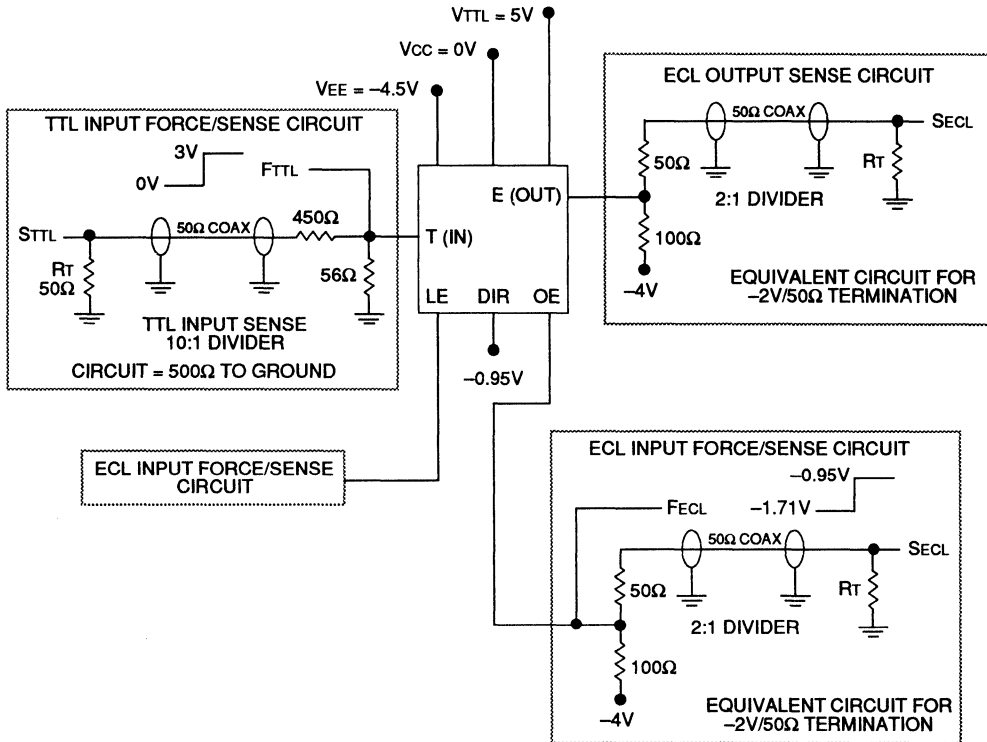 VTTL = 5V
VCC = 0V
VEE = –4.5V
TTL INPUT FORCE/SENSE CIRCUIT
3V
0V
FTTL
STTL
50Ω COAX
450Ω
RT
50Ω
56Ω
TTL INPUT SENSE
10:1 DIVIDER
CIRCUIT = 500Ω TO GROUND
E (OUT)
T (IN)
LE DIR OE
–0.95V
ECL OUTPUT SENSE CIRCUIT
50Ω COAX
SECL
50Ω
RT
2:1 DIVIDER
100Ω
–4V
EQUIVALENT CIRCUIT FOR
–2V/50Ω TERMINATION
ECL INPUT FORCE/SENSE
CIRCUIT
ECL INPUT FORCE/SENSE CIRCUIT
–0.95V
–1.71V
FECL
50Ω COAX
SECL
50Ω
RT
2:1 DIVIDER
100Ω
–4V
EQUIVALENT CIRCUIT FOR
–2V/50Ω TERMINATION